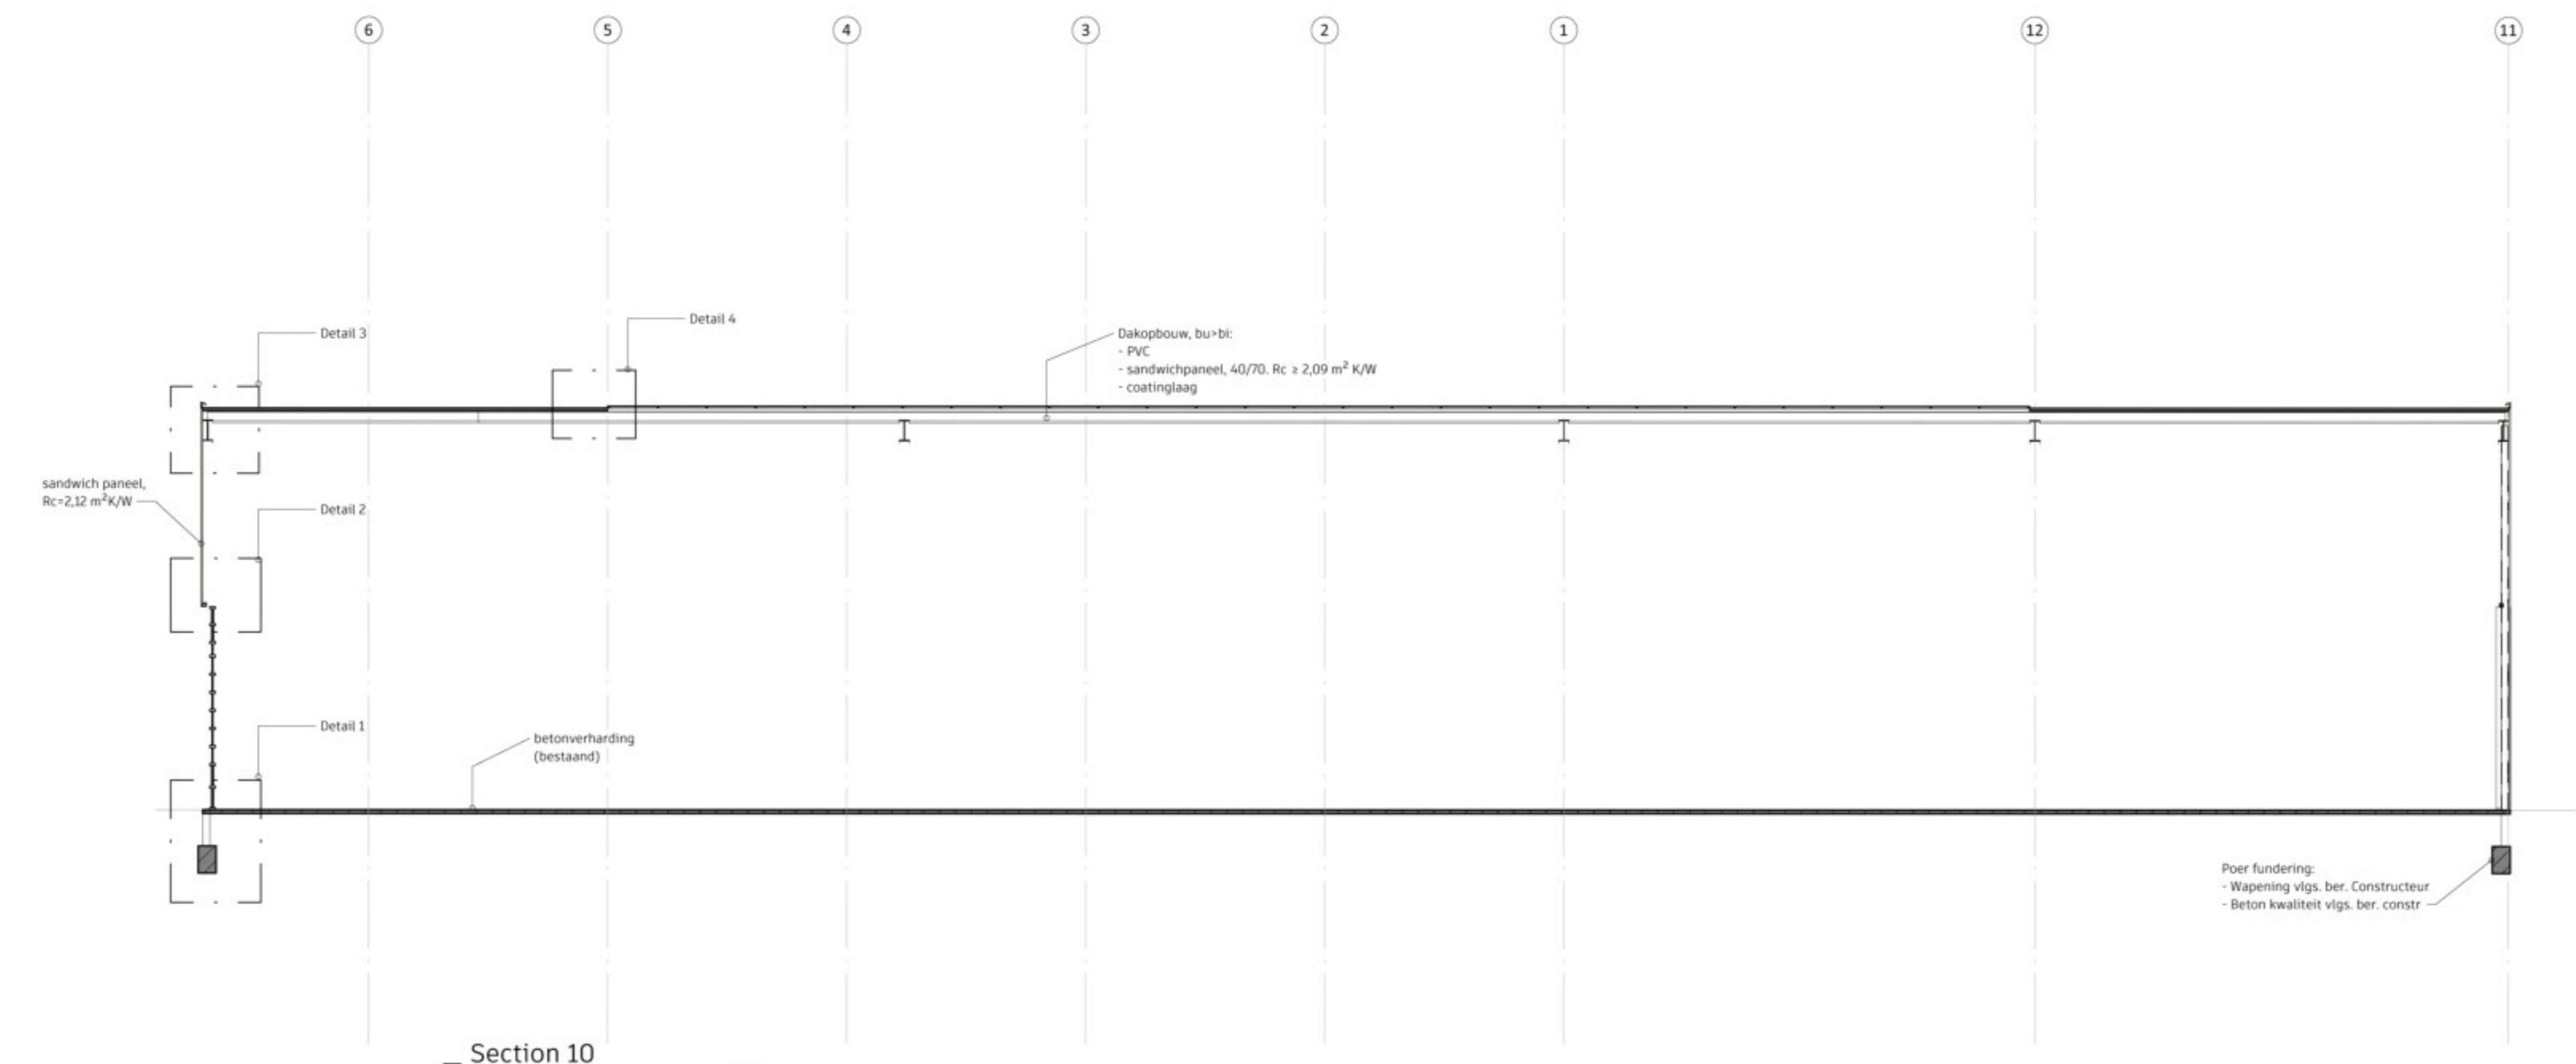 6
5
4
3
2
1
12
11
Detail 3
Detail 4
Dakopbouw, bu>bi:
- PVC
- sandwichpaneel, 40/70. Rc ≥ 2,09 m² K/W
- coatinglaag
sandwich paneel,
Rc=2,12 m²K/W
Detail 2
Detail 1
betonverharding
(bestaand)
Poer fundering:
- Wapening vlgs. ber. Constructeur
- Beton kwaliteit vlgs. ber. constr
Section 10